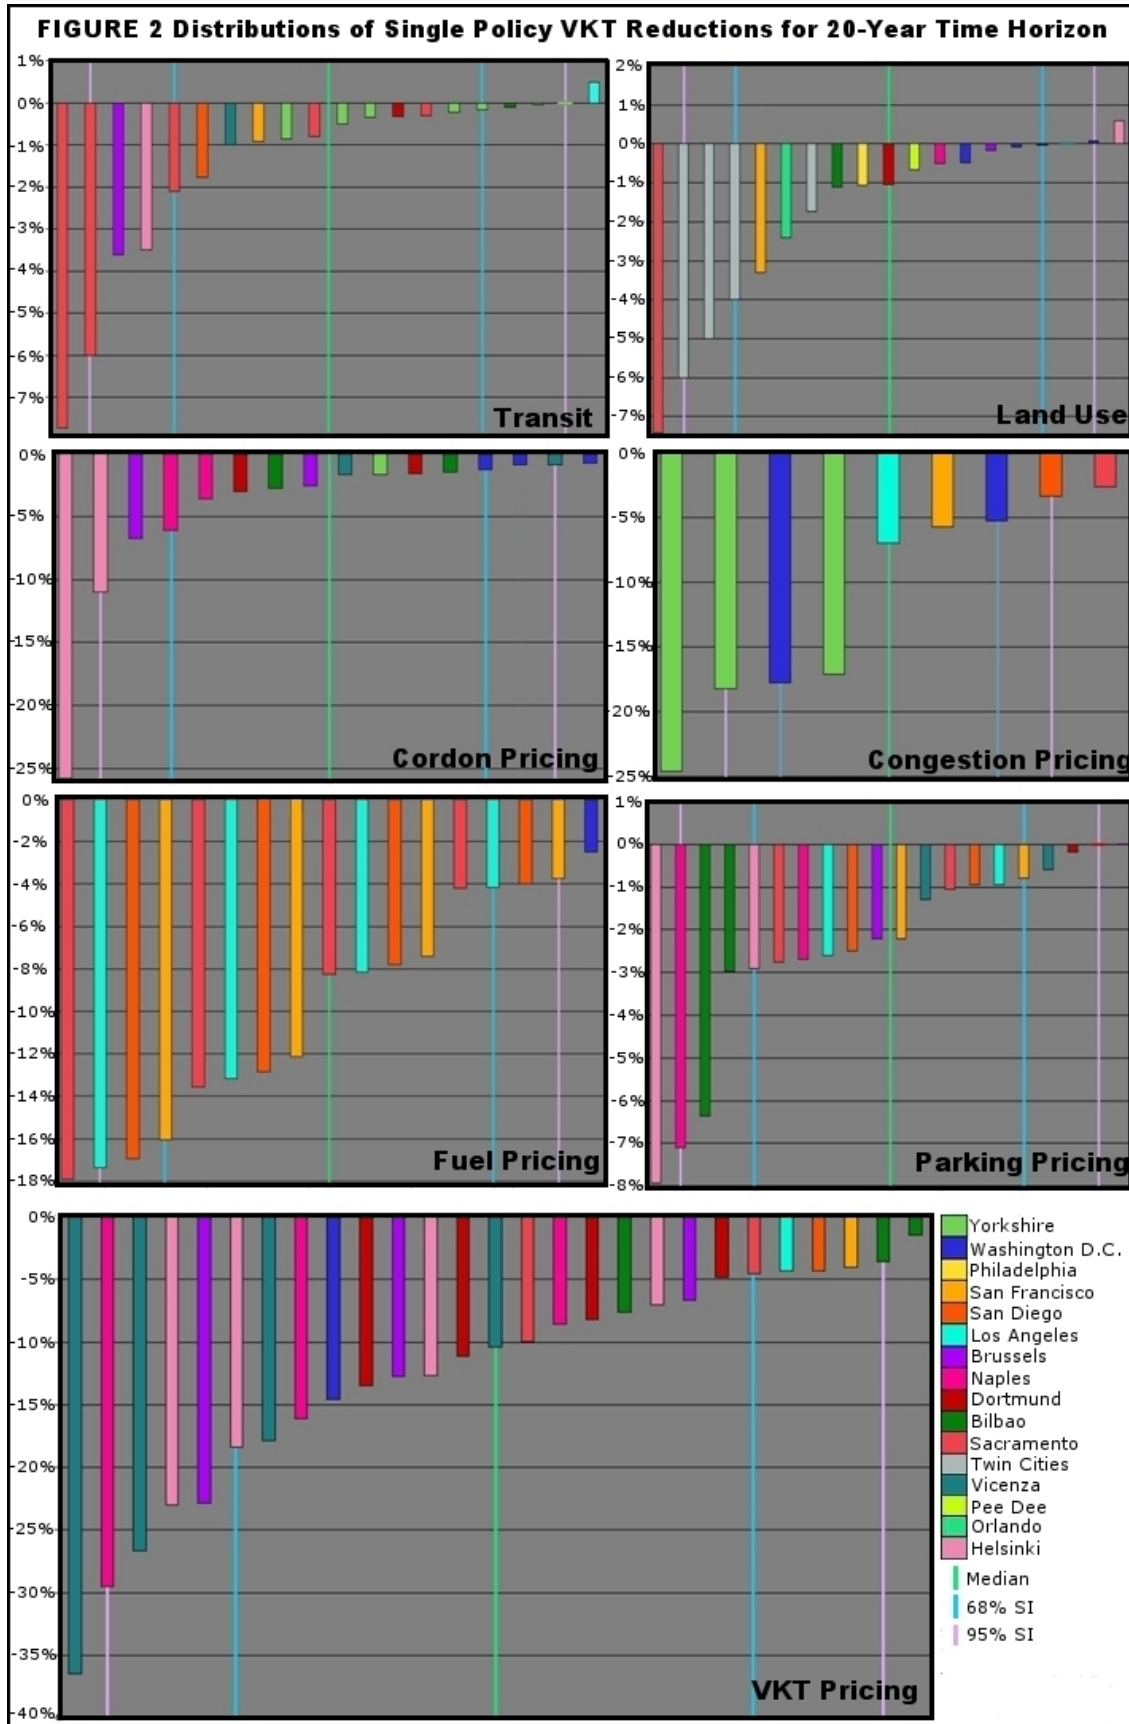 FIGURE 2 Distributions of Single Policy VKT Reductions for 20-Year Time Horizon
1%
0%
-1%
-2%
-3%
-4%
-5%
-6%
-7%
Transit
2%
1%
0%
-1%
-2%
-3%
-4%
-5%
-6%
-7%
Land Use
0%
-5%
-10%
-15%
-20%
-25%
Cordon Pricing
0%
-5%
-10%
-15%
-20%
-25%
Congestion Pricing
0%
-2%
-4%
-6%
-8%
-10%
-12%
-14%
-16%
-18%
Fuel Pricing
1%
0%
-1%
-2%
-3%
-4%
-5%
-6%
-7%
-8%
Parking Pricing
0%
-5%
-10%
-15%
-20%
-25%
-30%
-35%
-40%
VKT Pricing
Yorkshire
Washington D.C.
Philadelphia
San Francisco
San Diego
Los Angeles
Brussels
Naples
Dortmund
Bilbao
Sacramento
Twin Cities
Vicenza
Pee Dee
Orlando
Helsinki
Median
68% SI
95% SI